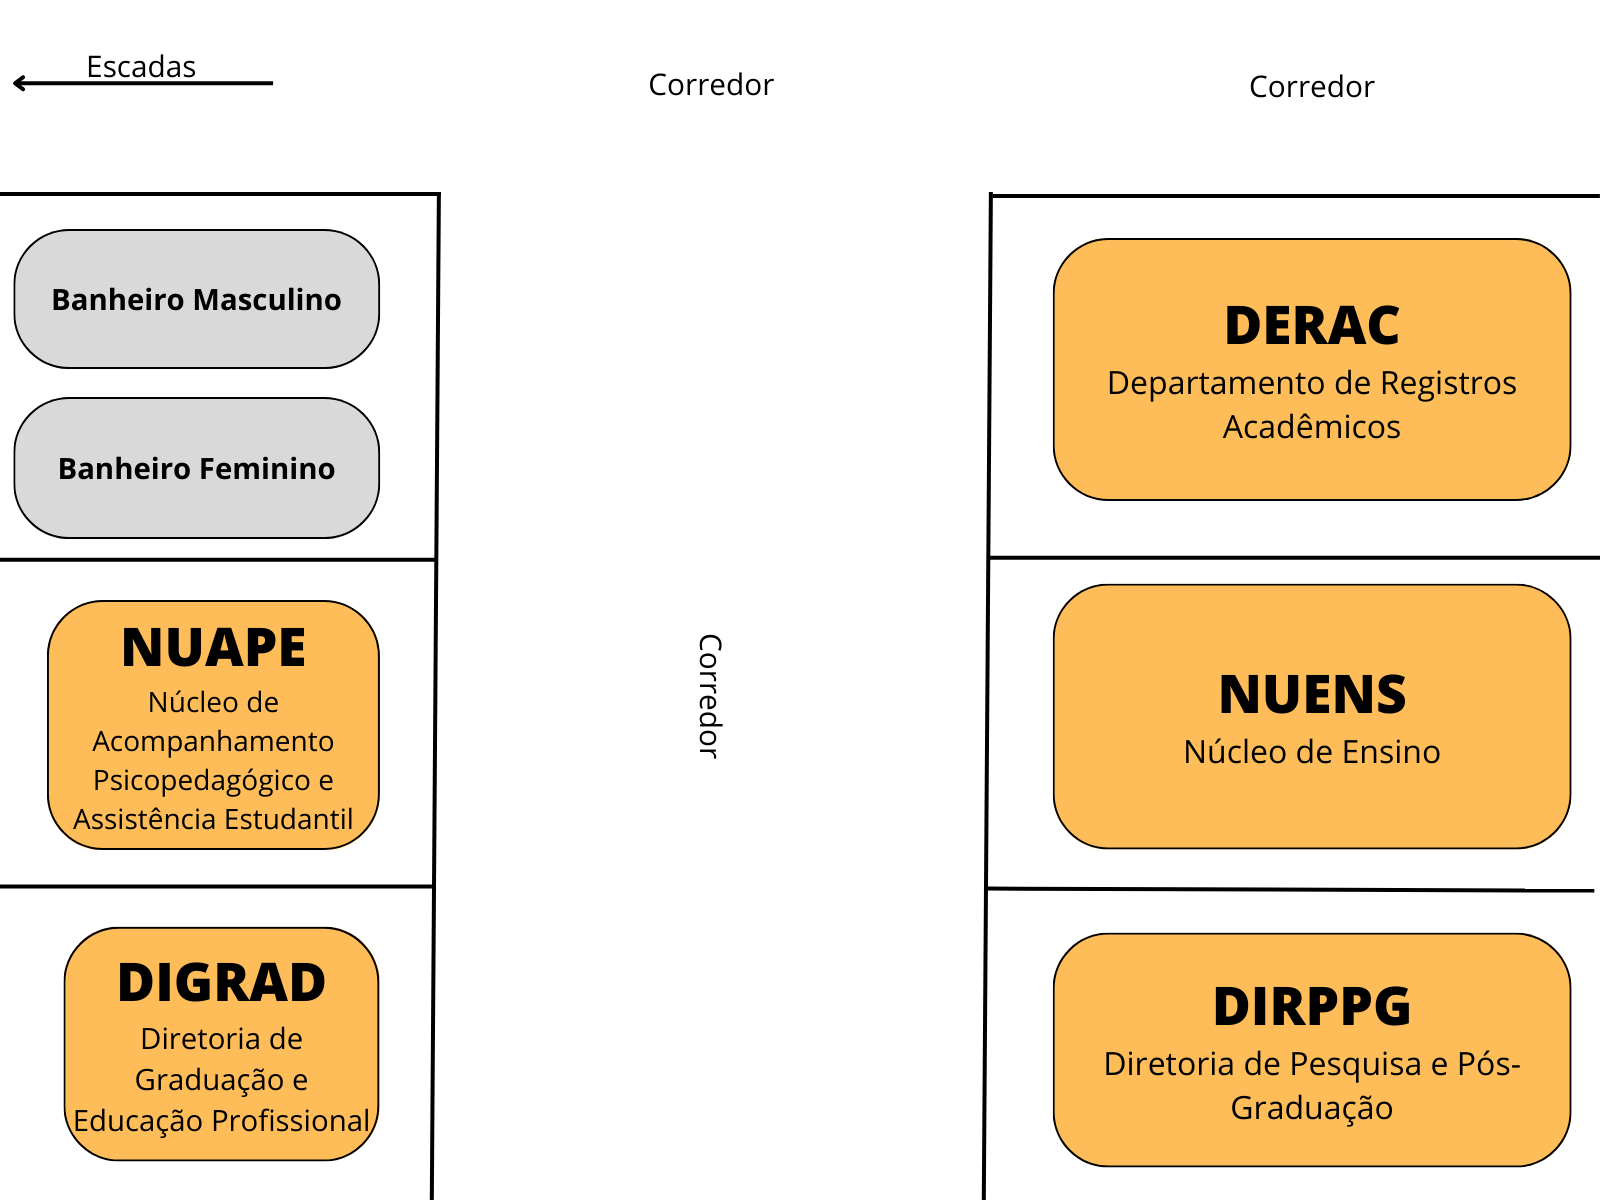 Escadas
Corredor
Corredor
Banheiro Masculino
Banheiro Feminino
NUAPE
Núcleo de
Acompanhamento
Psicopedagógico e
Assistência Estudantil
DIGRAD
Diretoria de
Graduação e
Educação Profissional
Corredor
DERAC
Departamento de Registros
Acadêmicos
NUENS
Núcleo de Ensino
DIRPPG
Diretoria de Pesquisa e Pós-
Graduação